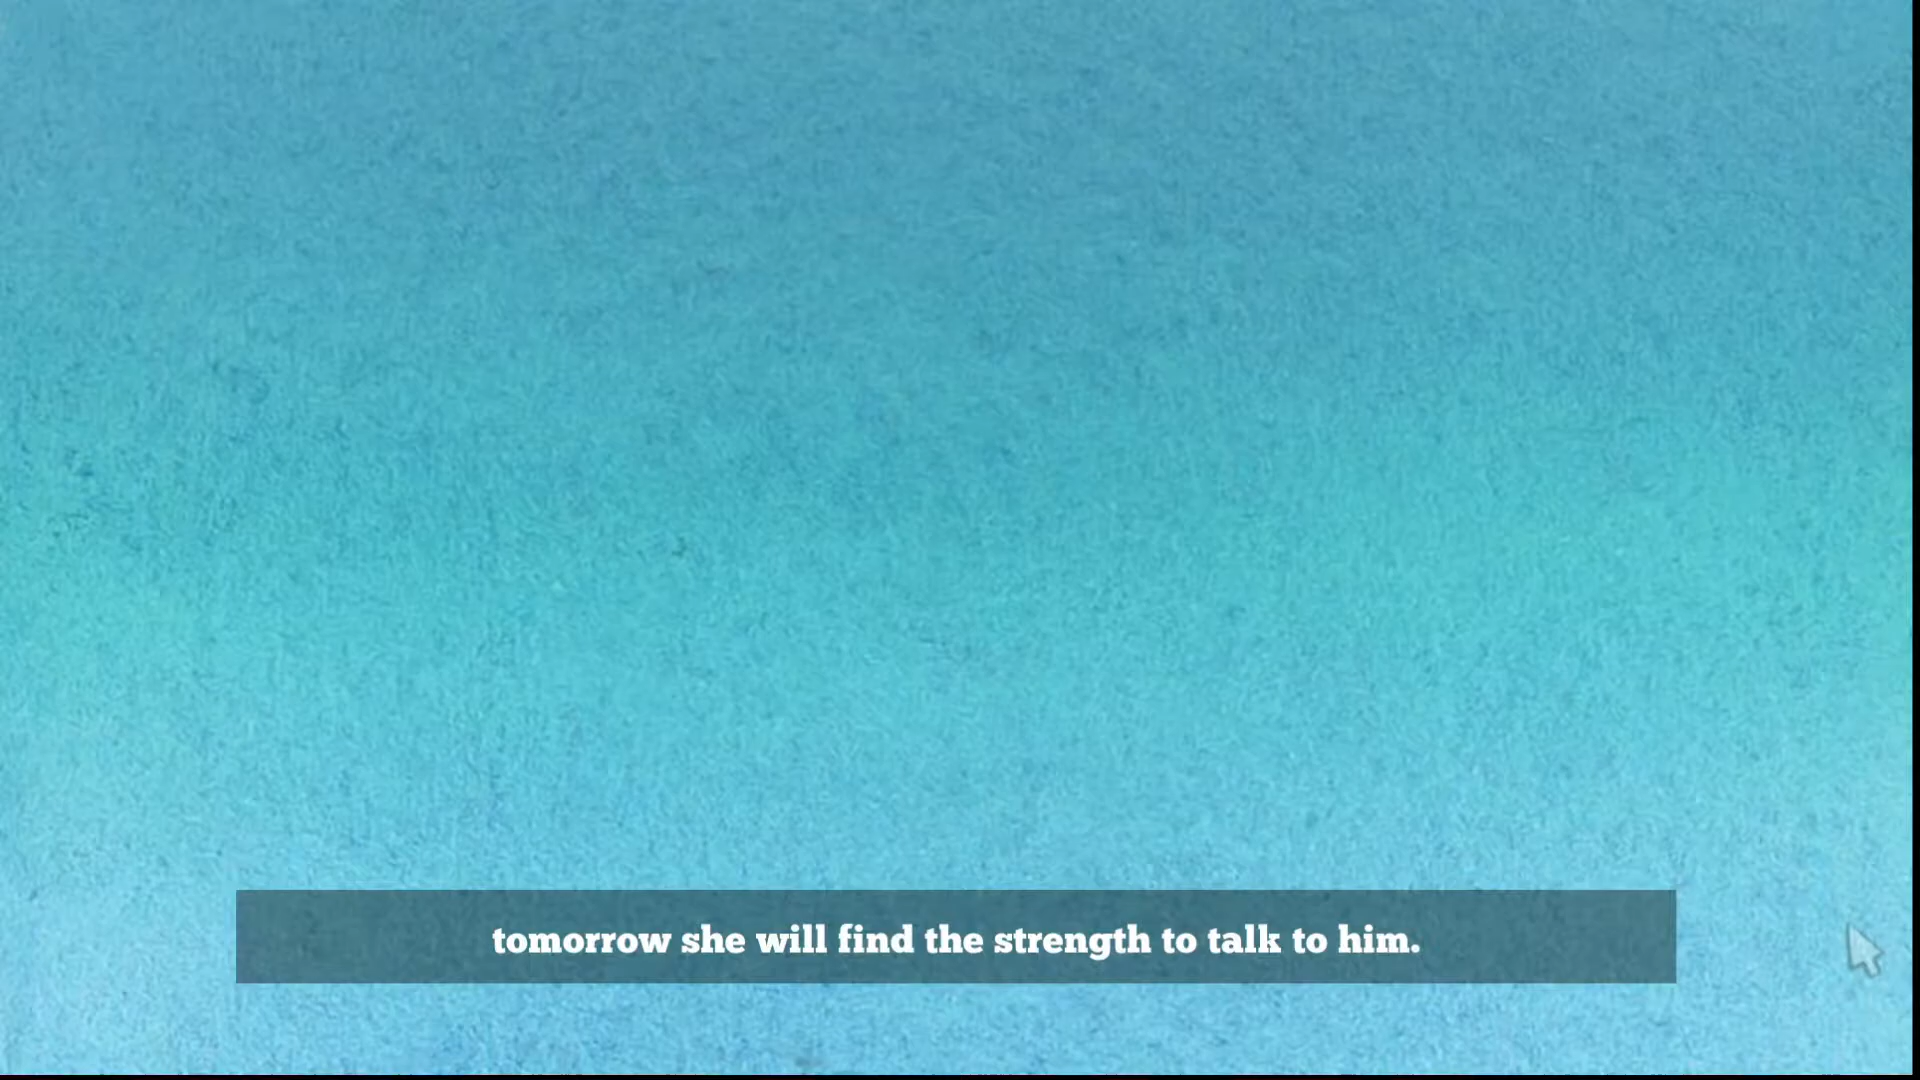 tomorrow she will find the strength to talk to him.